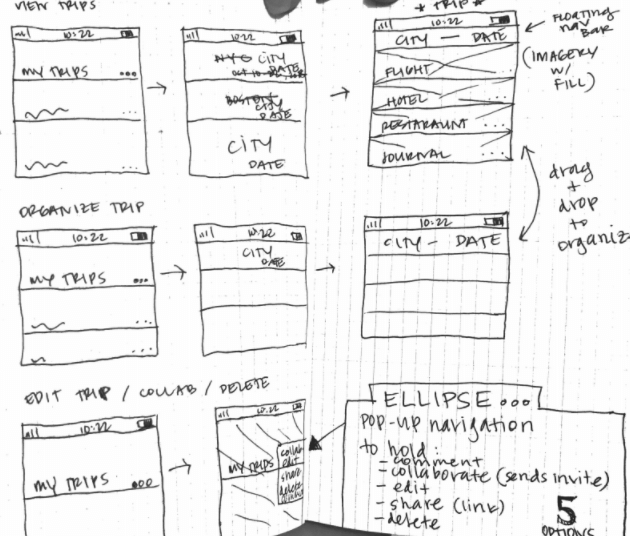 VIEW TRIPS
10:22
MY TRIPS ...
10:22
NYC CITY
OCT 10- DATE
BOSTON
CITY
DATE
CITY
DATE
* TRIP *
10:22
CITY — DATE
FLIGHT
HOTEL
RESTARAUNT
JOURNAL
FLOATING
NAV
BAR
(IMAGERY
W/
FILL)
drag
+
drop
to
organize
ORGANIZE TRIP
10:22
MY TRIPS ...
10:22
CITY
DATE
10:22
CITY - DATE
EDIT TRIP / COLLAB / DELETE
10:22
MY TRIPS ...
10:22
MY TRIPS
collab
edit
share
delete
ELLIPSE ...
POP-UP navigation
to hold:
- comment
- collaborate (sends invite)
- edit
- share (link)
- delete
5
OPTIONS